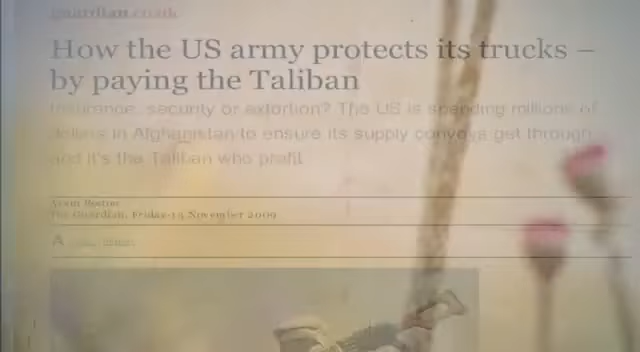 guardian.co.uk
How the US army protects its trucks –
by paying the Taliban
Insurance, security or extortion? The US is spending millions of
dollars in Afghanistan to ensure its supply convoys get through
and it's the Taliban who profit
The Guardian, Friday 13 November 2009
A